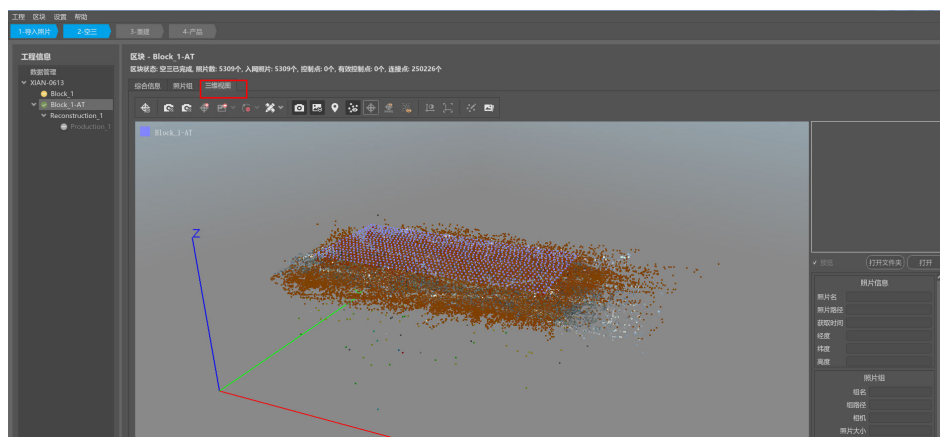 工程 区块 设置 帮助
1-导入照片 2-空三 3-重建 4-产品
工程信息
数据管理
XIAN-0613
Block_1
Block_1-AT
Reconstruction_1
Production_1
区块 - Block_1-AT
区块状态: 空三已完成, 照片数: 5309个, 入网照片: 5309个, 控制点: 0个, 有效控制点: 0个, 连接点: 250226个
综合信息 照片组 三维视图
Block_1-AT
Z
预览 打开文件夹 打开
照片信息
照片名
照片路径
获取时间
经度
纬度
高度
照片组
组名
组路径
相机
照片大小